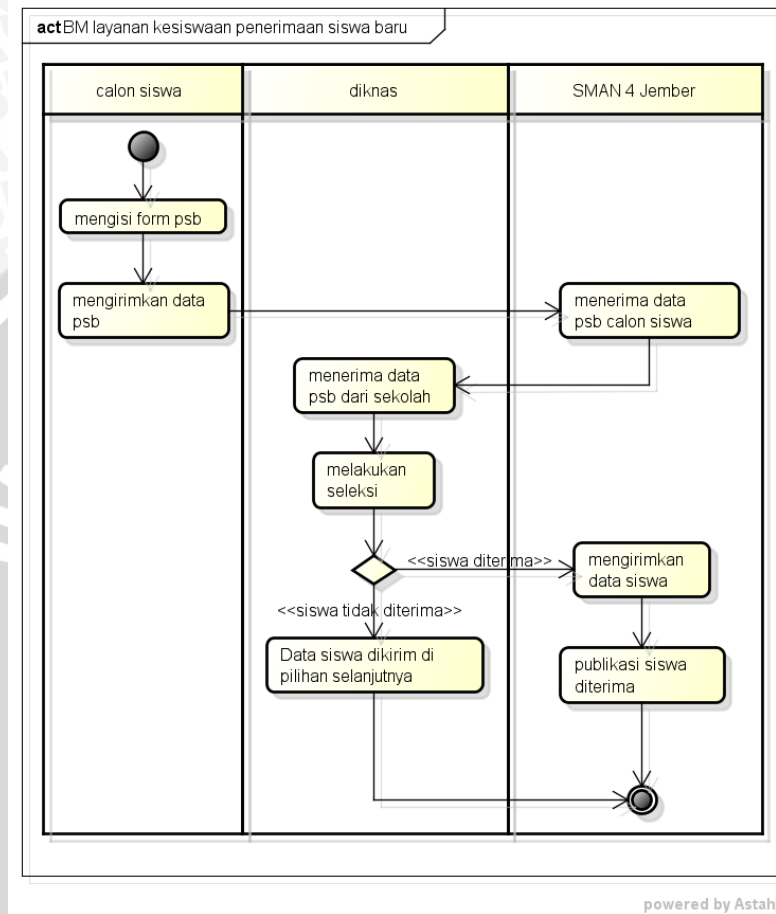 act BM layanan kesiswaan penerimaan siswa baru
calon siswa
diknas
SMAN 4 Jember
mengisi form psb
mengirimkan data
psb
menerima data
psb calon siswa
menerima data
psb dari sekolah
melakukan
seleksi
<<siswa diterima>>
mengirimkan
data siswa
<<siswa tidak diterima>>
Data siswa dikirim di
pilihan selanjutnya
publikasi siswa
diterima
powered by Astah